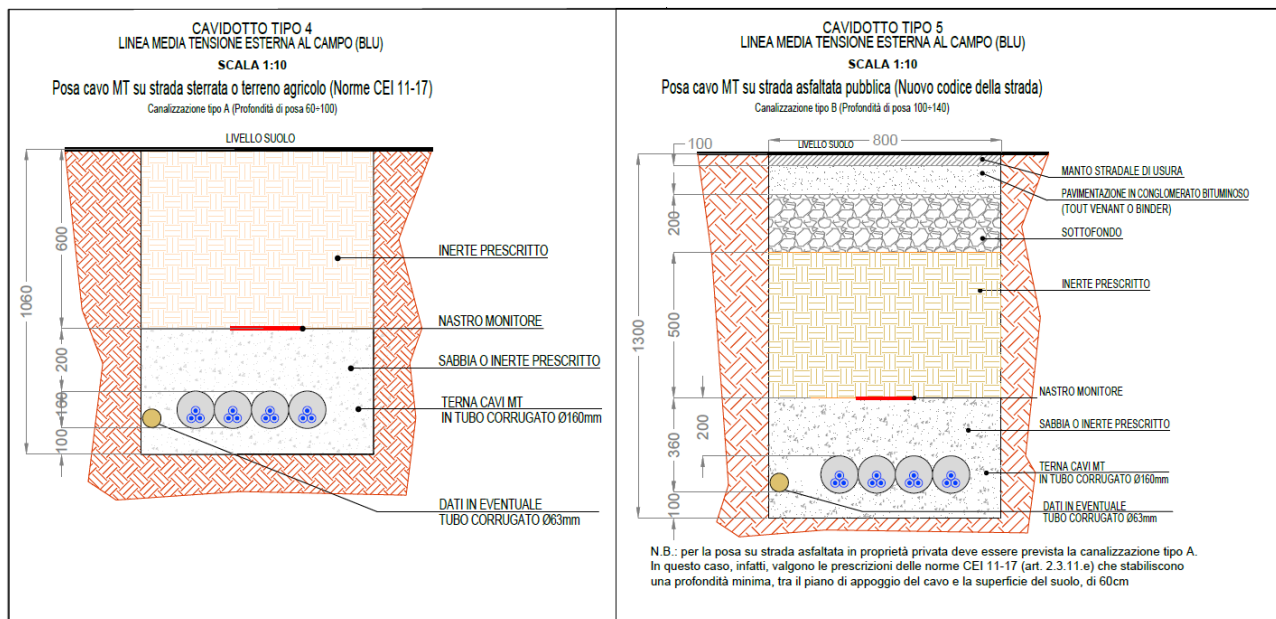 CAVIDOTTO TIPO 4
LINEA MEDIA TENSIONE ESTERNA AL CAMPO (BLU)
SCALA 1:10
Posa cavo MT su strada sterrata o terreno agricolo (Norme CEI 11-17)
Canalizzazione tipo A (Profondità di posa 60÷100)
LIVELLO SUOLO
1060
600
200
160
100
INERTE PRESCRITTO
NASTRO MONITORE
SABBIA O INERTE PRESCRITTO
TERNA CAVI MT
IN TUBO CORRUGATO Ø160mm
DATI IN EVENTUALE
TUBO CORRUGATO Ø63mm
CAVIDOTTO TIPO 5
LINEA MEDIA TENSIONE ESTERNA AL CAMPO (BLU)
SCALA 1:10
Posa cavo MT su strada asfaltata pubblica (Nuovo codice della strada)
Canalizzazione tipo B (Profondità di posa 100÷140)
LIVELLO SUOLO
800
100
200
1300
500
360
200
100
MANTO STRADALE DI USURA
PAVIMENTAZIONE IN CONGLOMERATO BITUMINOSO
(TOUT VENANT O BINDER)
SOTTOFONDO
INERTE PRESCRITTO
NASTRO MONITORE
SABBIA O INERTE PRESCRITTO
TERNA CAVI MT
IN TUBO CORRUGATO Ø160mm
DATI IN EVENTUALE
TUBO CORRUGATO Ø63mm
N.B.: per la posa su strada asfaltata in proprietà privata deve essere prevista la canalizzazione tipo A.
In questo caso, infatti, valgono le prescrizioni delle norme CEI 11-17 (art. 2.3.11.e) che stabiliscono
una profondità minima, tra il piano di appoggio del cavo e la superficie del suolo, di 60cm